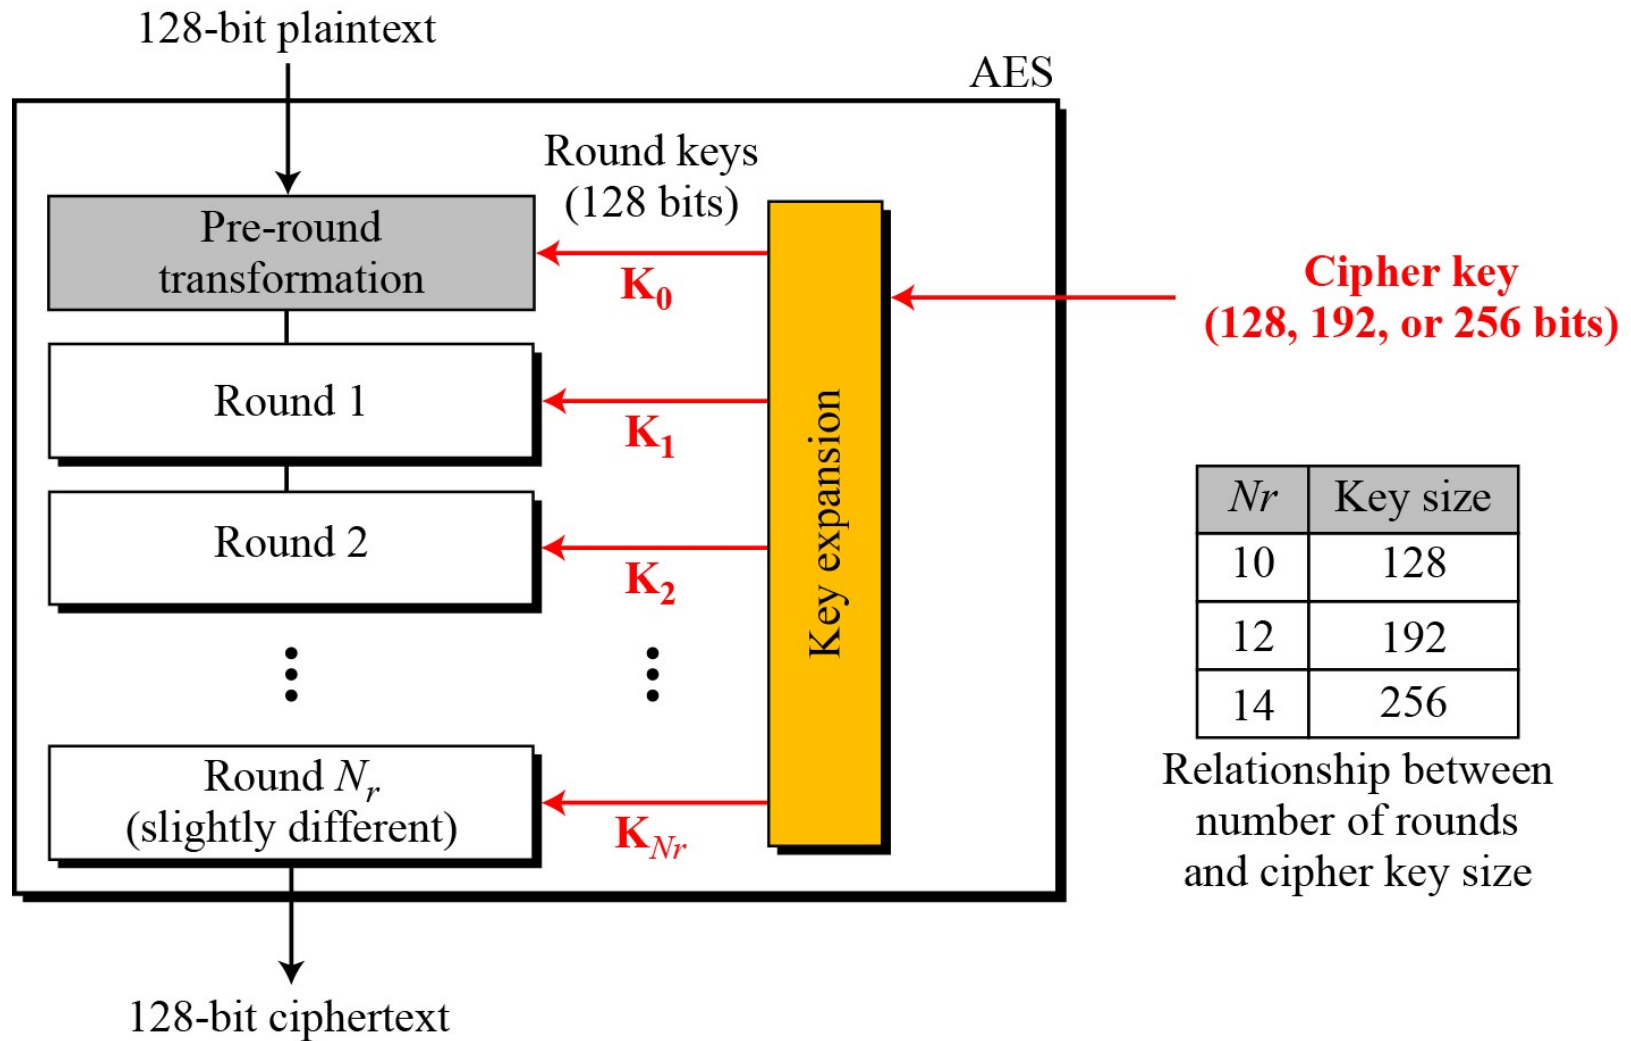 128-bit plaintext
AES
Round keys
(128 bits)
Pre-round
transformation
K0
Cipher key
(128, 192, or 256 bits)
Round 1
K1
Round 2
K2
Key expansion
Round Nr
(slightly different)
KNr
Nr Key size
10 128
12 192
14 256
Relationship between
number of rounds
and cipher key size
128-bit ciphertext